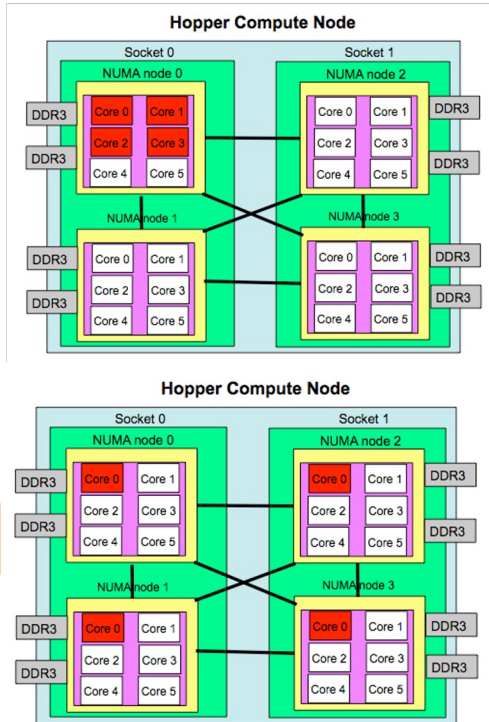 Hopper Compute Node
Socket 0 Socket 1
NUMA node 0 NUMA node 2
DDR3 Core 0 Core 1 Core 0 Core 1 DDR3
DDR3 Core 2 Core 3 Core 2 Core 3 DDR3
Core 4 Core 5 Core 4 Core 5
NUMA node 1 NUMA node 3
DDR3 Core 0 Core 1 Core 0 Core 1 DDR3
DDR3 Core 2 Core 3 Core 2 Core 3 DDR3
Core 4 Core 5 Core 4 Core 5
Hopper Compute Node
Socket 0 Socket 1
NUMA node 0 NUMA node 2
DDR3 Core 0 Core 1 Core 0 Core 1 DDR3
DDR3 Core 2 Core 3 Core 2 Core 3 DDR3
Core 4 Core 5 Core 4 Core 5
NUMA node 1 NUMA node 3
DDR3 Core 0 Core 1 Core 0 Core 1 DDR3
DDR3 Core 2 Core 3 Core 2 Core 3 DDR3
Core 4 Core 5 Core 4 Core 5